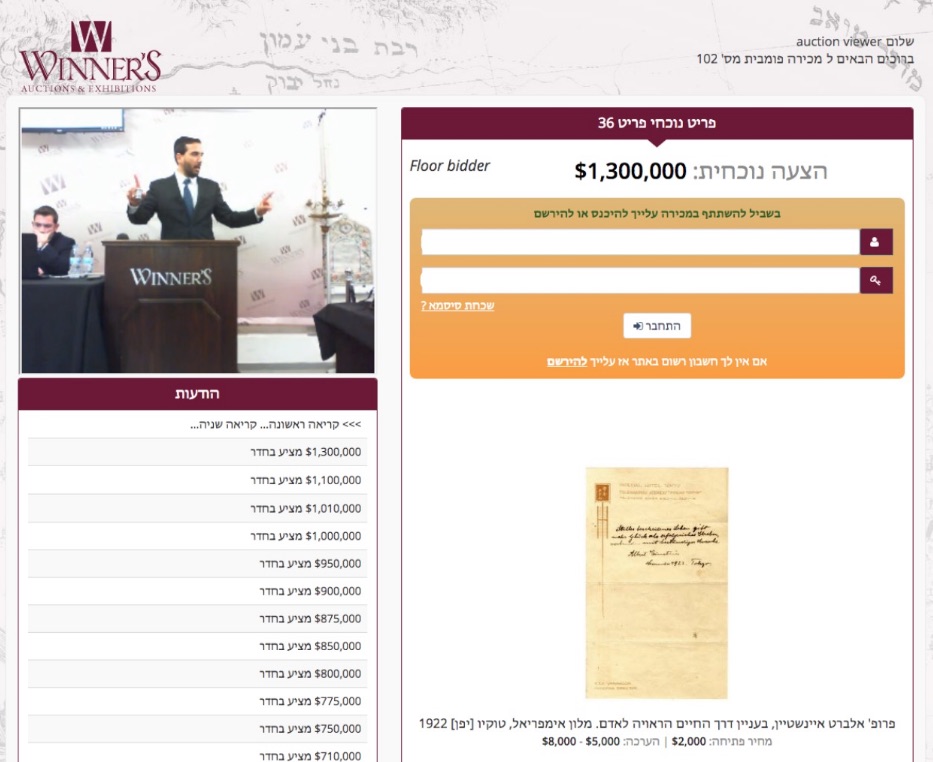 רבת בני עמון
נחל יבוק
W
WINNER'S
AUCTIONS & EXHIBITIONS
שלום auction viewer
ברוכים הבאים ל מכירה פומבית מס' 102
פריט נוכחי פריט 36
הצעה נוכחית: $1,300,000
Floor bidder
בשביל להשתתף במכירה עלייך להיכנס או להירשם
שכחת סיסמא?
התחבר
אם אין לך חשבון רשום באתר אז עלייך להירשם
WINNER'S
הודעות
>>> קריאה ראשונה... קריאה שניה...
$1,300,000 מציע בחדר
$1,100,000 מציע בחדר
$1,010,000 מציע בחדר
$1,000,000 מציע בחדר
$950,000 מציע בחדר
$900,000 מציע בחדר
$875,000 מציע בחדר
$850,000 מציע בחדר
$800,000 מציע בחדר
$775,000 מציע בחדר
$750,000 מציע בחדר
$710,000 מציע בחדר
Albert Einstein
פרופ' אלברט איינשטיין, בעניין דרך החיים הראויה לאדם. מלון אימפריאל, טוקיו [יפן] 1922
מחיר פתיחה: $2,000 | הערכה: $5,000 - $8,000